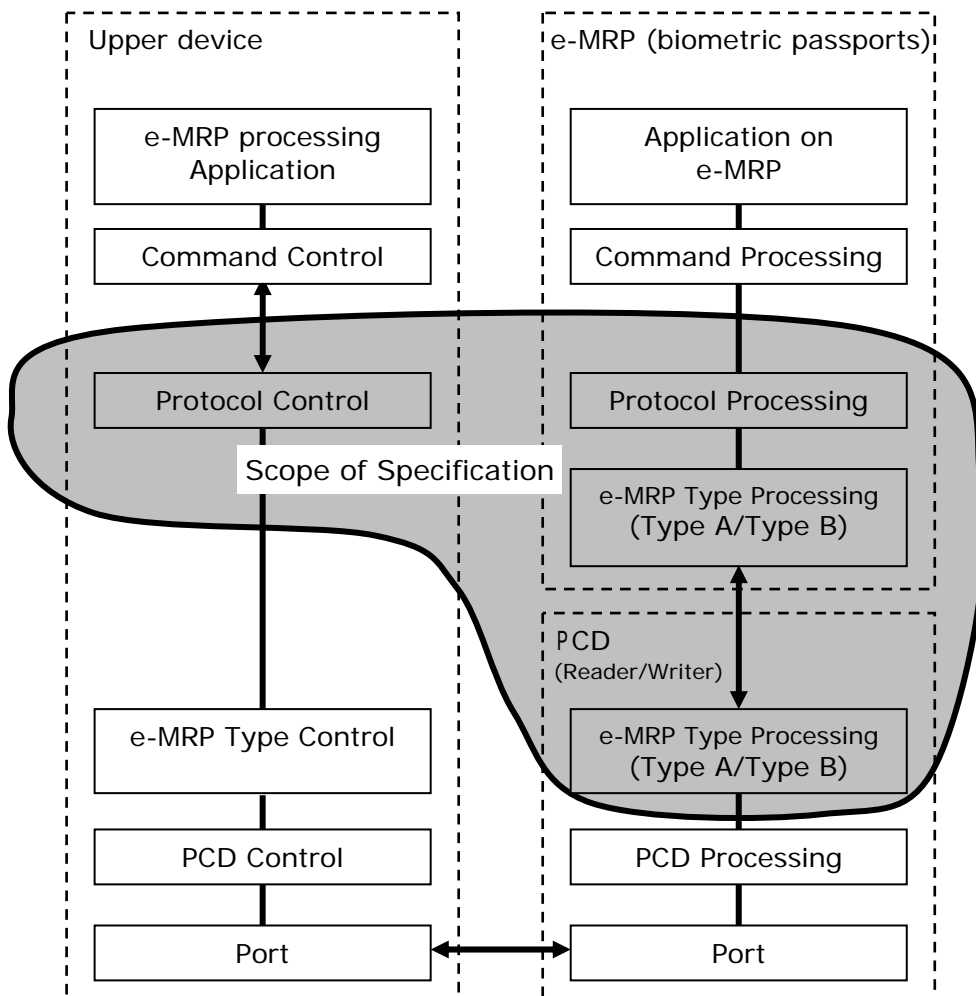 Upper device
e-MRP processing
Application
Command Control
Protocol Control
e-MRP Type Control
PCD Control
Port
Scope of Specification
e-MRP (biometric passports)
Application on
e-MRP
Command Processing
Protocol Processing
e-MRP Type Processing
(Type A/Type B)
PCD
(Reader/Writer)
e-MRP Type Processing
(Type A/Type B)
PCD Processing
Port